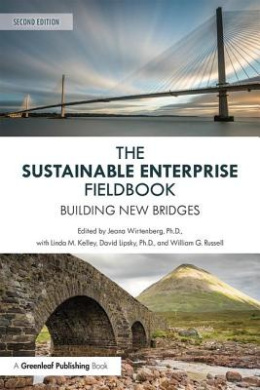 SECOND EDITION
THE
SUSTAINABLE ENTERPRISE
FIELDBOOK
BUILDING NEW BRIDGES
Edited by Jeana Wirtenberg, Ph.D.,
with Linda M. Kelley, David Lipsky, Ph.D., and William G. Russell
A Greenleaf Publishing Book